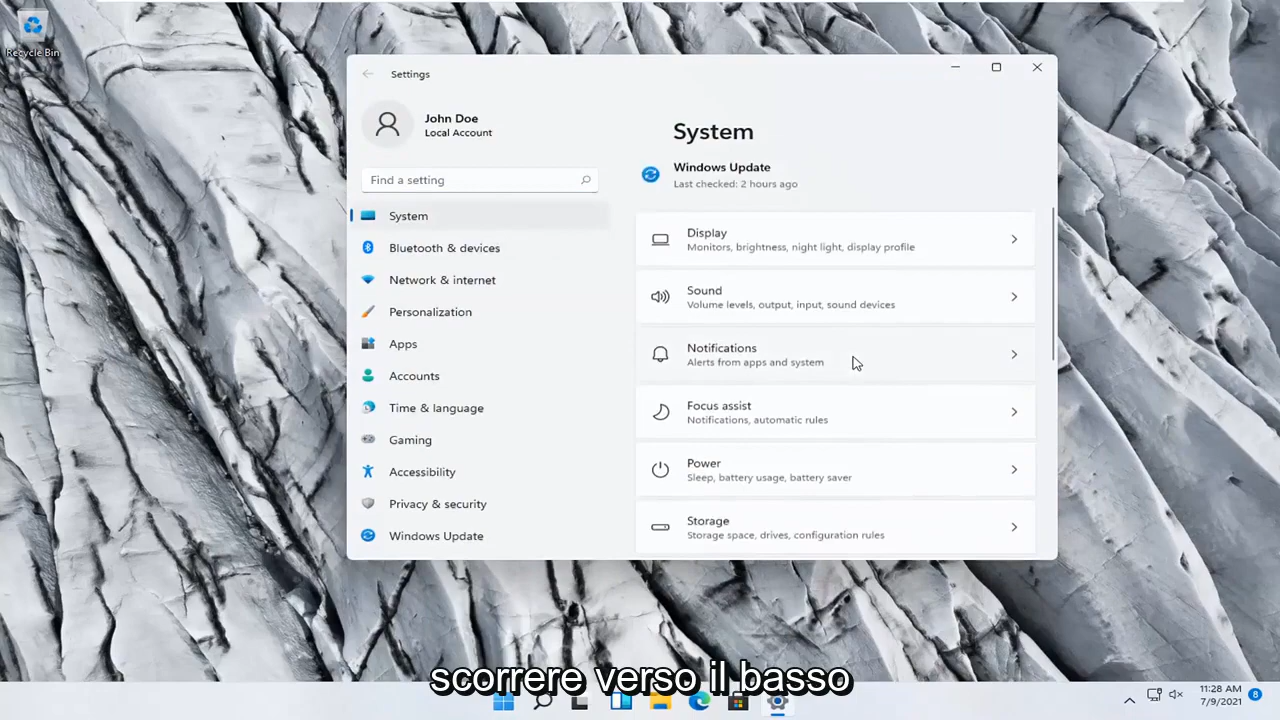 Recycle Bin
Settings
John Doe
Local Account
Find a setting
System
Bluetooth & devices
Network & internet
Personalization
Apps
Accounts
Time & language
Gaming
Accessibility
Privacy & security
Windows Update
System
Windows Update
Last checked: 2 hours ago
Display
Monitors, brightness, night light, display profile
Sound
Volume levels, output, input, sound devices
Notifications
Alerts from apps and system
Focus assist
Notifications, automatic rules
Power
Sleep, battery usage, battery saver
Storage
Storage space, drives, configuration rules
scorrere verso il basso
11:28 AM
7/9/2021
8